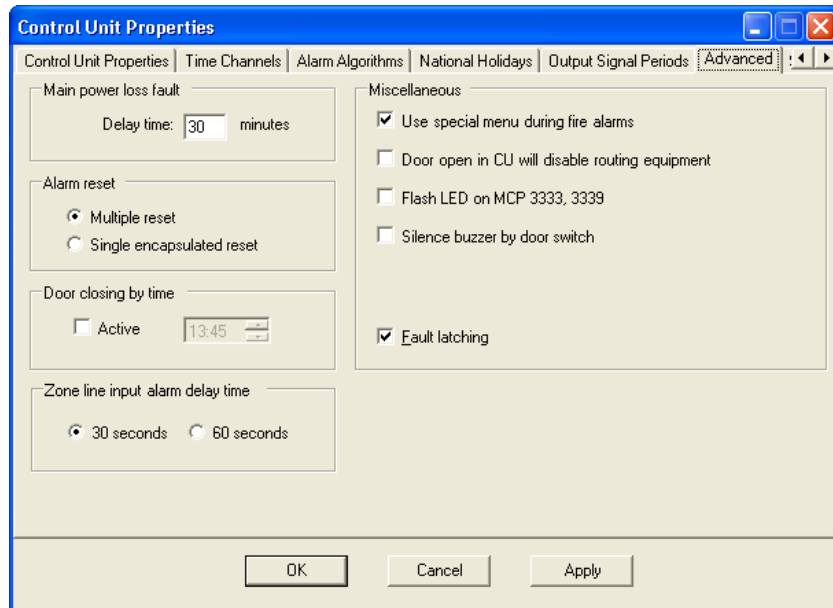 Control Unit Properties
Control Unit Properties Time Channels Alarm Algorithms National Holidays Output Signal Periods Advanced
Main power loss fault
Delay time: 30 minutes
Alarm reset
Multiple reset
Single encapsulated reset
Door closing by time
Active 13:45
Zone line input alarm delay time
30 seconds 60 seconds
Miscellaneous
Use special menu during fire alarms
Door open in CU will disable routing equipment
Flash LED on MCP 3333, 3339
Silence buzzer by door switch
Fault latching
OK Cancel Apply